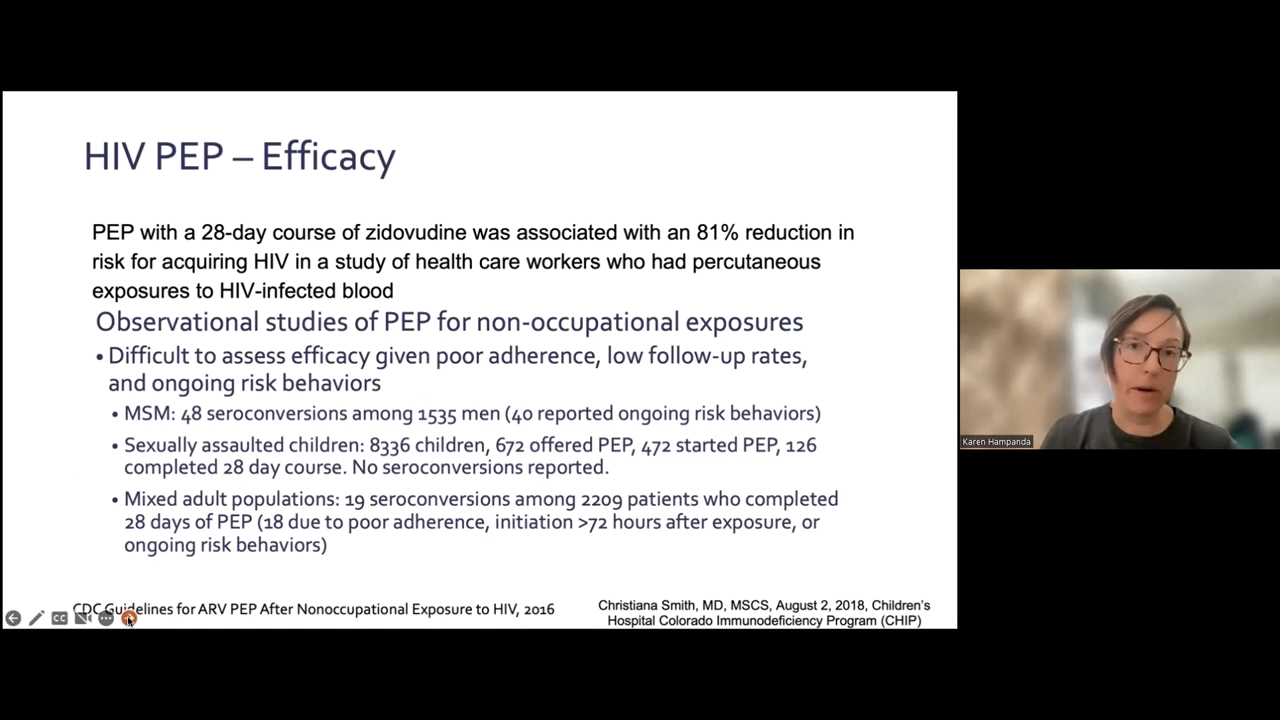 HIV PEP – Efficacy
PEP with a 28-day course of zidovudine was associated with an 81% reduction in
risk for acquiring HIV in a study of health care workers who had percutaneous
exposures to HIV-infected blood
Observational studies of PEP for non-occupational exposures
• Difficult to assess efficacy given poor adherence, low follow-up rates,
and ongoing risk behaviors
• MSM: 48 seroconversions among 1535 men (40 reported ongoing risk behaviors)
• Sexually assaulted children: 8336 children, 672 offered PEP, 472 started PEP, 126
completed 28 day course. No seroconversions reported.
• Mixed adult populations: 19 seroconversions among 2209 patients who completed
28 days of PEP (18 due to poor adherence, initiation >72 hours after exposure, or
ongoing risk behaviors)
CDC Guidelines for ARV PEP After Nonoccupational Exposure to HIV, 2016
Christiana Smith, MD, MSCS, August 2, 2018, Children's
Hospital Colorado Immunodeficiency Program (CHIP)
CC
Karen Hampanda